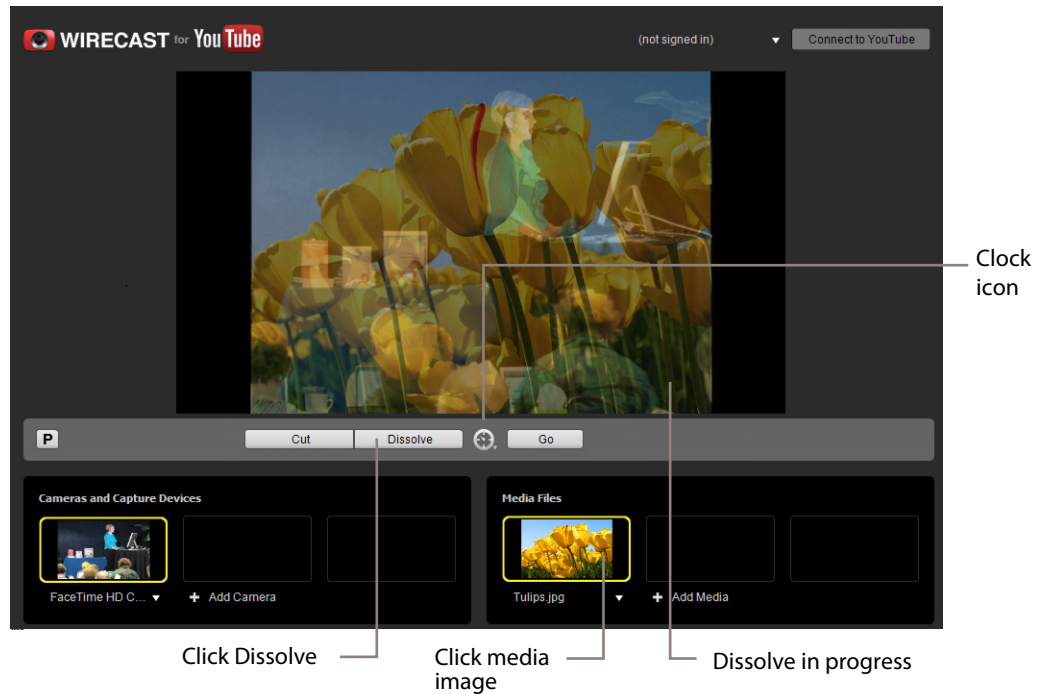 WIRECAST for YouTube
(not signed in)
Connect to YouTube
Clock
icon
P
Cut
Dissolve
Go
Cameras and Capture Devices
Media Files
FaceTime HD C...
+ Add Camera
Tulips.jpg
+ Add Media
Click Dissolve
Click media
image
Dissolve in progress